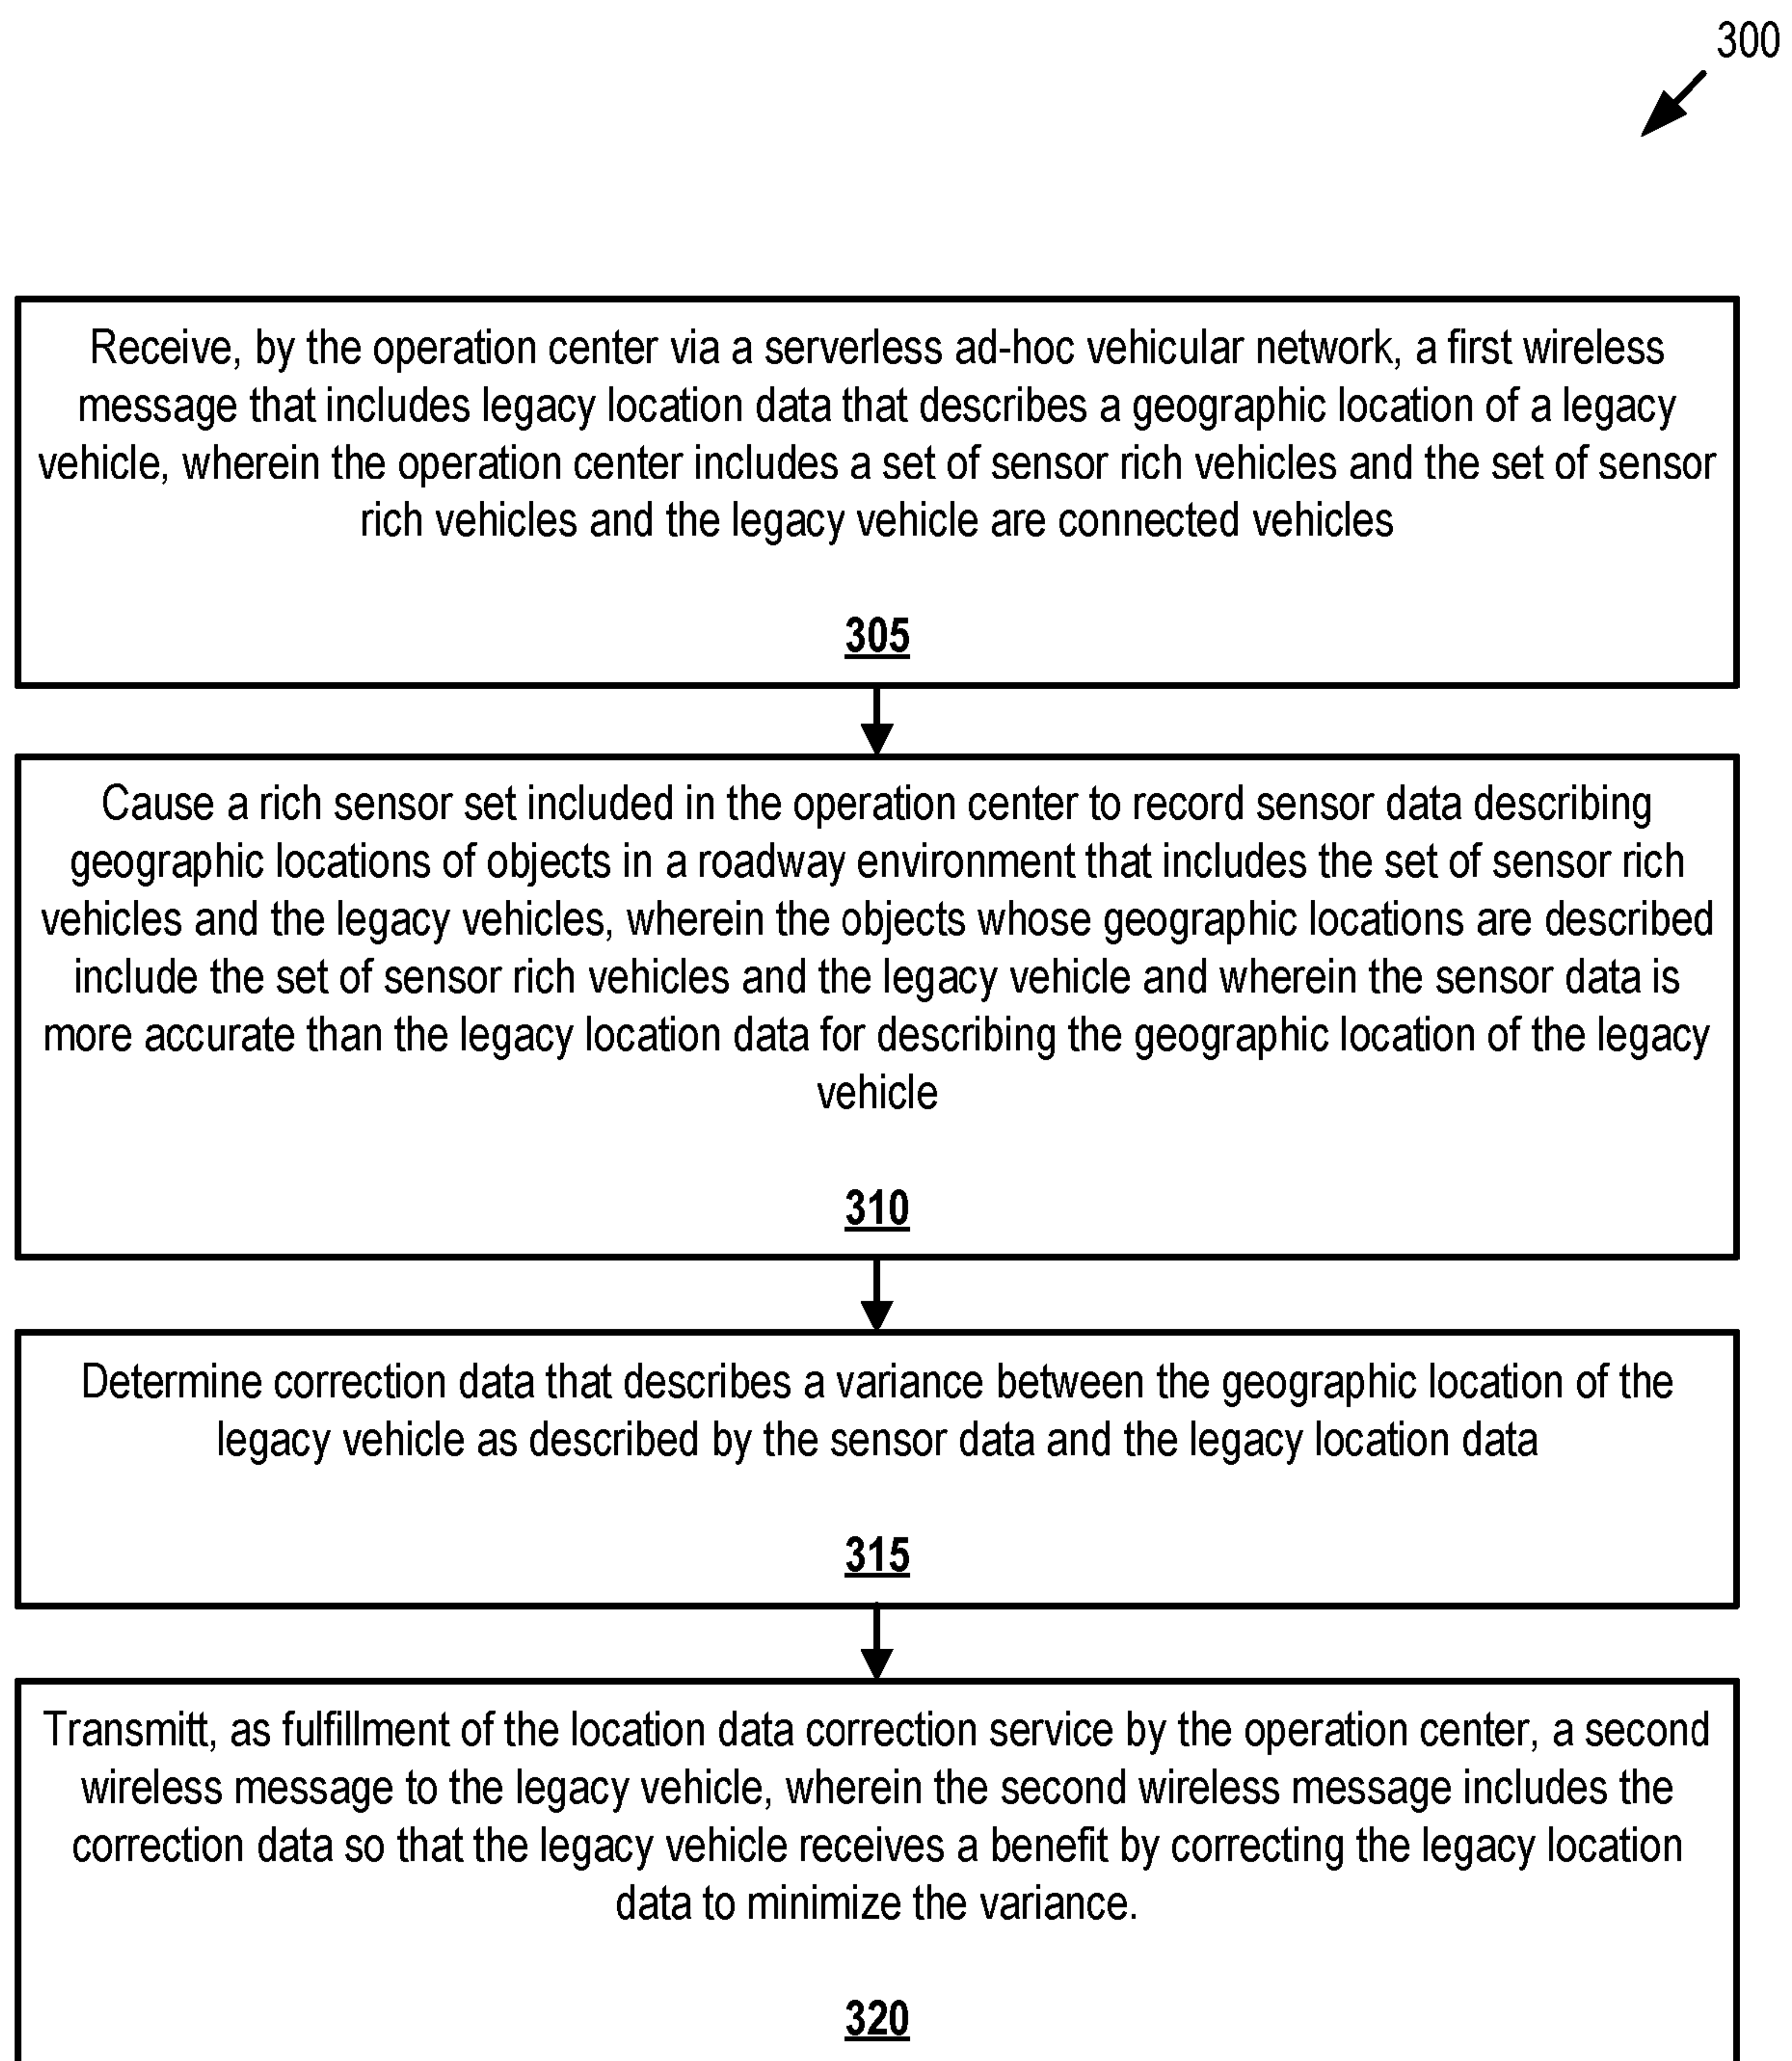 300
Receive, by the operation center via a serverless ad-hoc vehicular network, a first wireless
message that includes legacy location data that describes a geographic location of a legacy
vehicle, wherein the operation center includes a set of sensor rich vehicles and the set of sensor
rich vehicles and the legacy vehicle are connected vehicles
305
Cause a rich sensor set included in the operation center to record sensor data describing
geographic locations of objects in a roadway environment that includes the set of sensor rich
vehicles and the legacy vehicles, wherein the objects whose geographic locations are described
include the set of sensor rich vehicles and the legacy vehicle and wherein the sensor data is
more accurate than the legacy location data for describing the geographic location of the legacy
vehicle
310
Determine correction data that describes a variance between the geographic location of the
legacy vehicle as described by the sensor data and the legacy location data
315
Transmitt, as fulfillment of the location data correction service by the operation center, a second
wireless message to the legacy vehicle, wherein the second wireless message includes the
correction data so that the legacy vehicle receives a benefit by correcting the legacy location
data to minimize the variance.
320